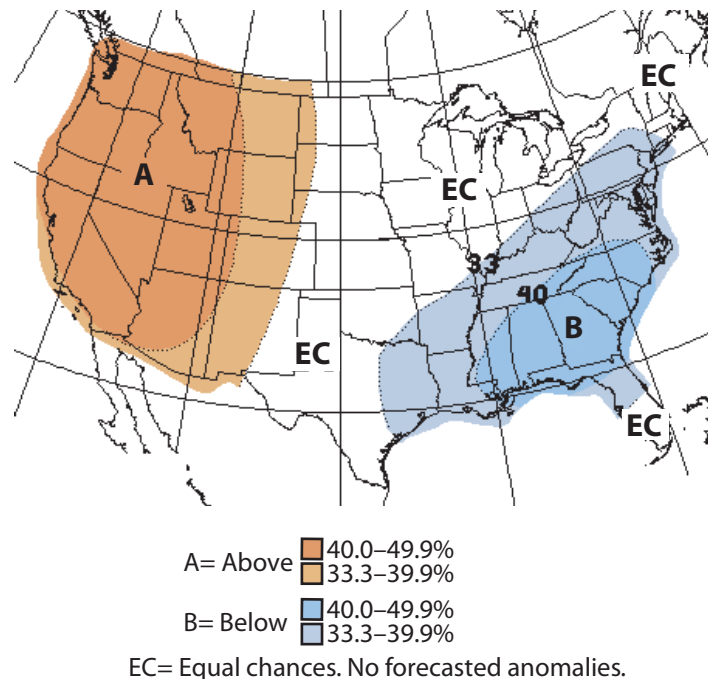 EC
A
EC
33
40
B
EC
EC
A= Above 40.0–49.9%
33.3–39.9%
B= Below 40.0–49.9%
33.3–39.9%
EC= Equal chances. No forecasted anomalies.